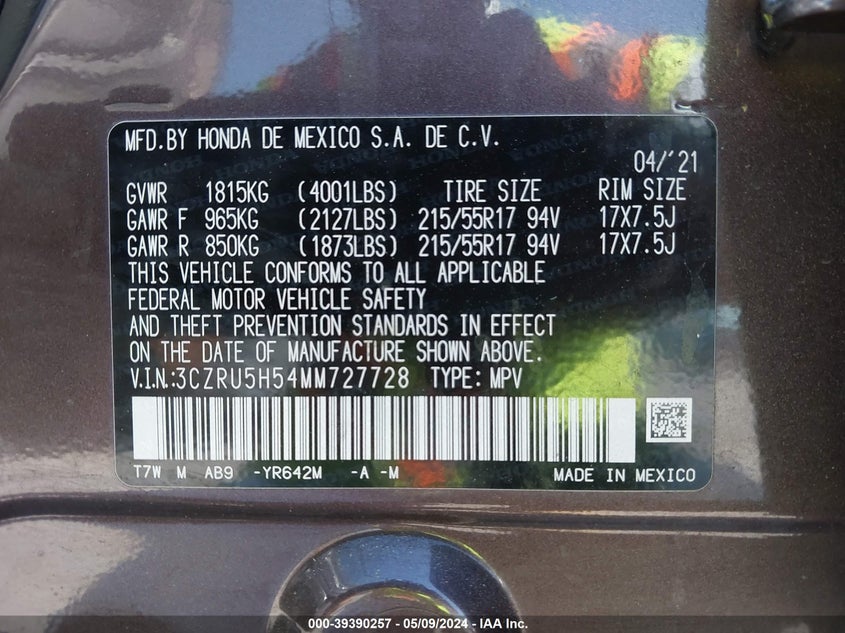 MFD.BY HONDA DE MEXICO S.A. DE C.V.
04/'21
GVWR 1815KG (4001LBS) TIRE SIZE RIM SIZE
GAWR F 965KG (2127LBS) 215/55R17 94V 17X7.5J
GAWR R 850KG (1873LBS) 215/55R17 94V 17X7.5J
THIS VEHICLE CONFORMS TO ALL APPLICABLE
FEDERAL MOTOR VEHICLE SAFETY
AND THEFT PREVENTION STANDARDS IN EFFECT
ON THE DATE OF MANUFACTURE SHOWN ABOVE.
V.I.N.:3CZRU5H54MM727728 TYPE: MPV
T7W M AB9 -YR642M -A -M MADE IN MEXICO
000-39390257 - 05/09/2024 - IAA Inc.